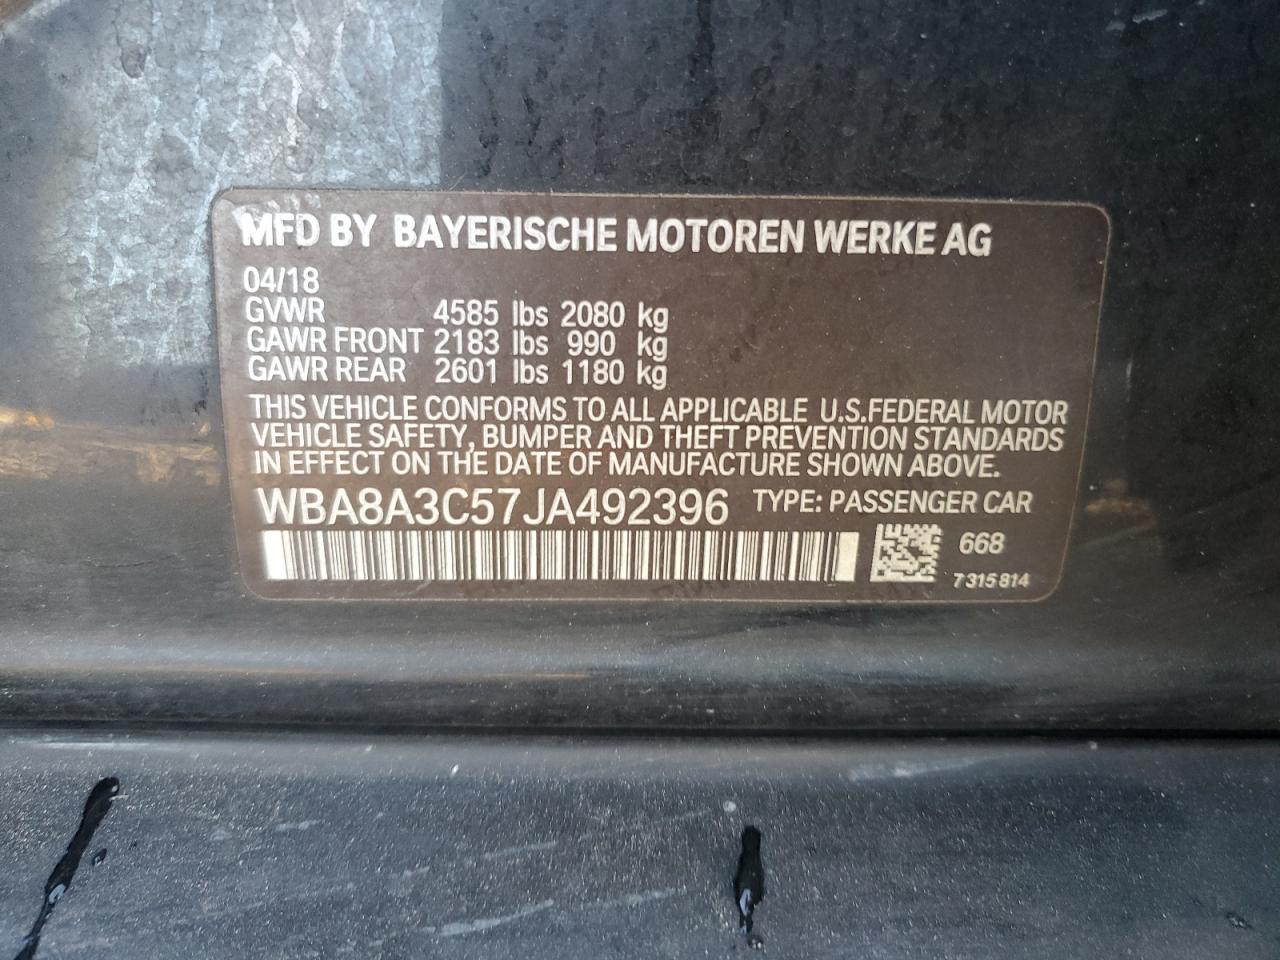 MFD BY BAYERISCHE MOTOREN WERKE AG
04/18
GVWR 4585 lbs 2080 kg
GAWR FRONT 2183 lbs 990 kg
GAWR REAR 2601 lbs 1180 kg
THIS VEHICLE CONFORMS TO ALL APPLICABLE U.S.FEDERAL MOTOR
VEHICLE SAFETY, BUMPER AND THEFT PREVENTION STANDARDS
IN EFFECT ON THE DATE OF MANUFACTURE SHOWN ABOVE.
WBA8A3C57JA492396 TYPE: PASSENGER CAR
668
7315814